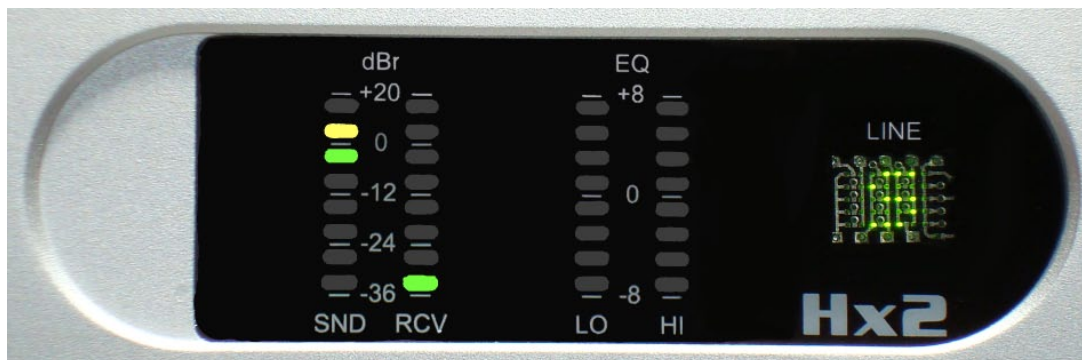 dBr EQ
+20 +8
0
LINE
-12 0
-24
-36 -8
SND RCV LO HI
Hx2